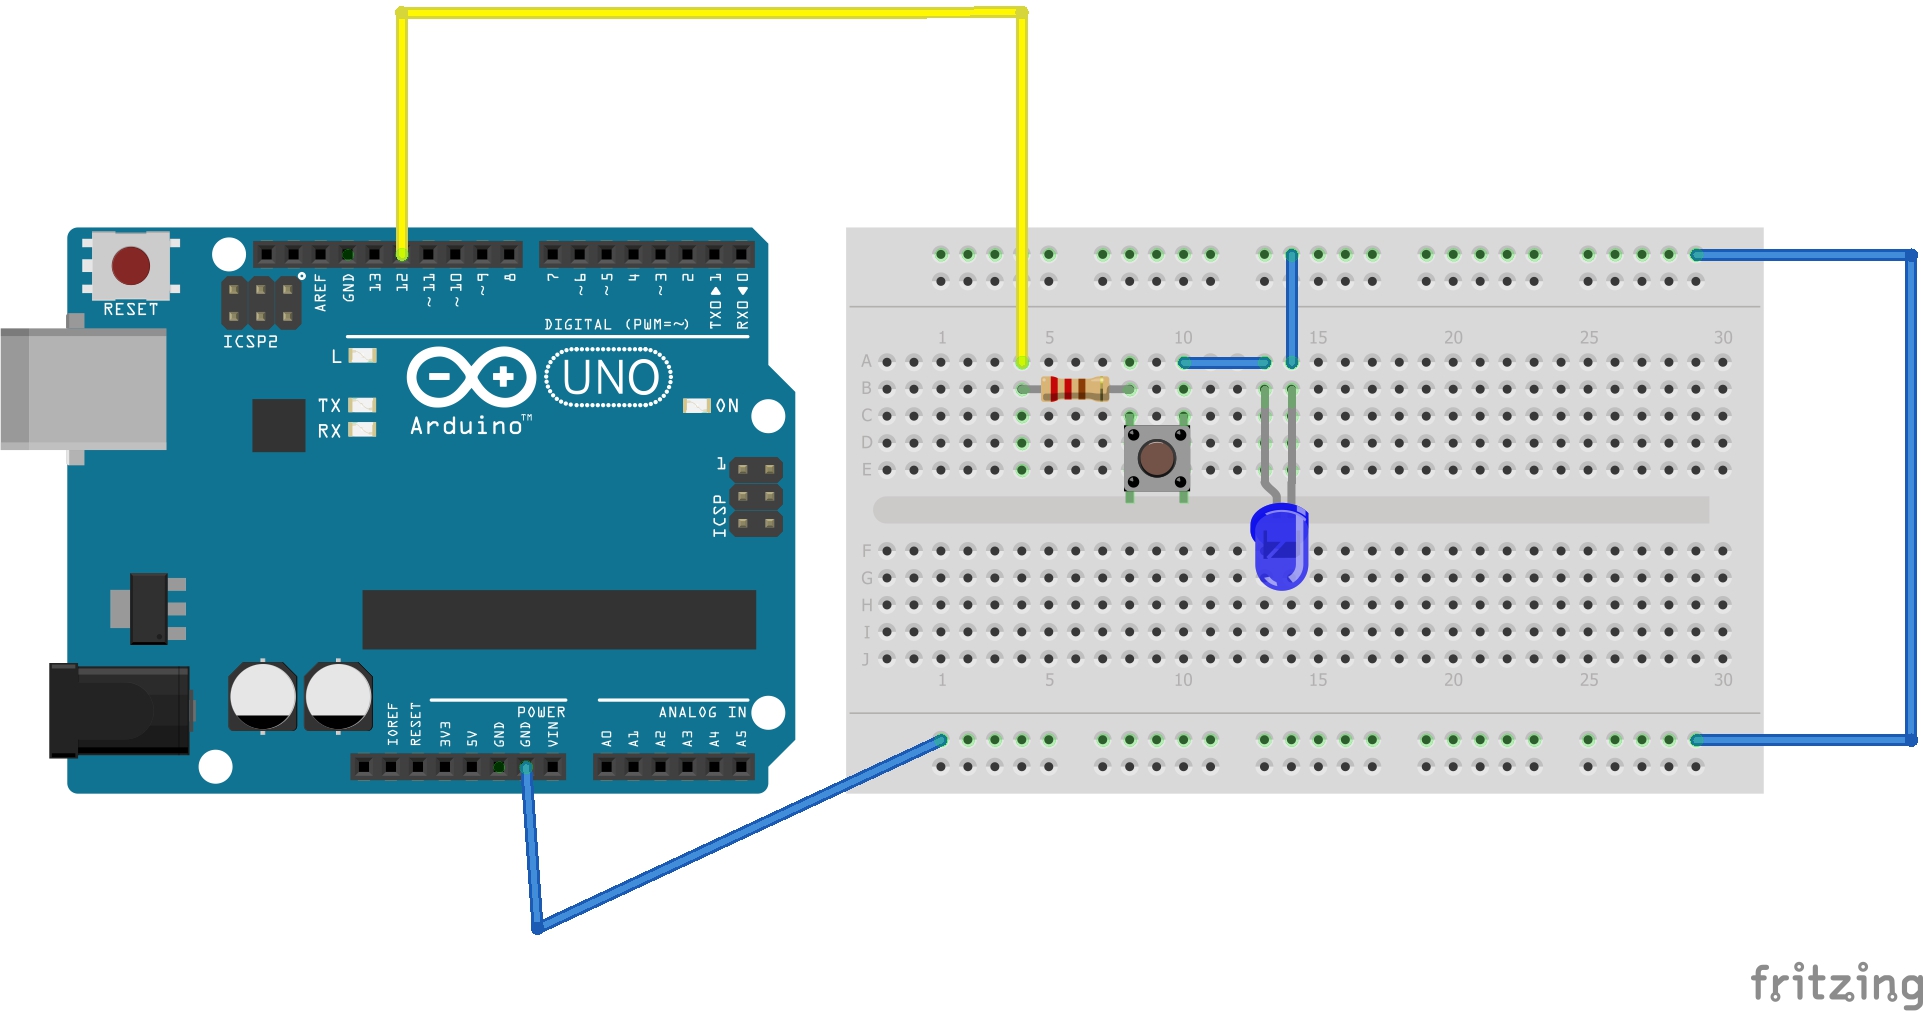 RESET
ICSP2
AREF
GND
13
12
~11
~10
~9
8
7
~6
~5
4
~3
2
TX0▶1
RX0◀0
DIGITAL (PWM=~)
L
TX
RX
UNO
Arduino™
ON
1
ICSP
IOREF
RESET
3V3
5V
GND
GND
VIN
POWER
ANALOG IN
A0
A1
A2
A3
A4
A5
1 5 10 15 20 25 30
A
B
C
D
E
F
G
H
I
J
1 5 10 15 20 25 30
fritzing